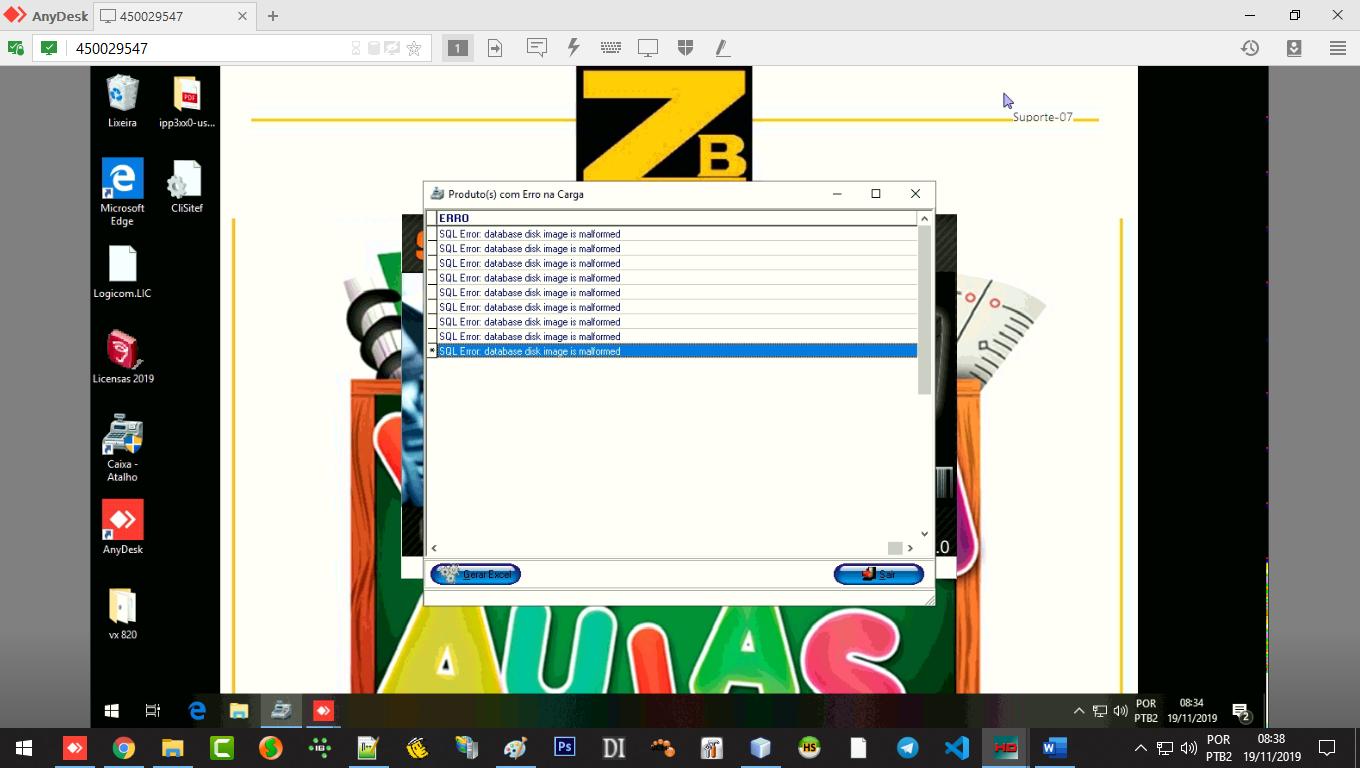 AnyDesk
450029547
450029547
1
Lixeira
ipp3xx0-us...
Suporte-07
ZB
Microsoft
Edge
CliSitef
Produto(s) com Erro na Carga
ERRO
SQL Error: database disk image is malformed
SQL Error: database disk image is malformed
SQL Error: database disk image is malformed
SQL Error: database disk image is malformed
SQL Error: database disk image is malformed
SQL Error: database disk image is malformed
SQL Error: database disk image is malformed
SQL Error: database disk image is malformed
* SQL Error: database disk image is malformed
Logicom.LIC
Licensas 2019
Caixa -
Atalho
AnyDesk
.0
Gerar Excel
Sair
vx 820
AULAS
POR
PTB2
08:34
19/11/2019
2
Ps
DI
HS
HD
W
POR
PTB2
08:38
19/11/2019